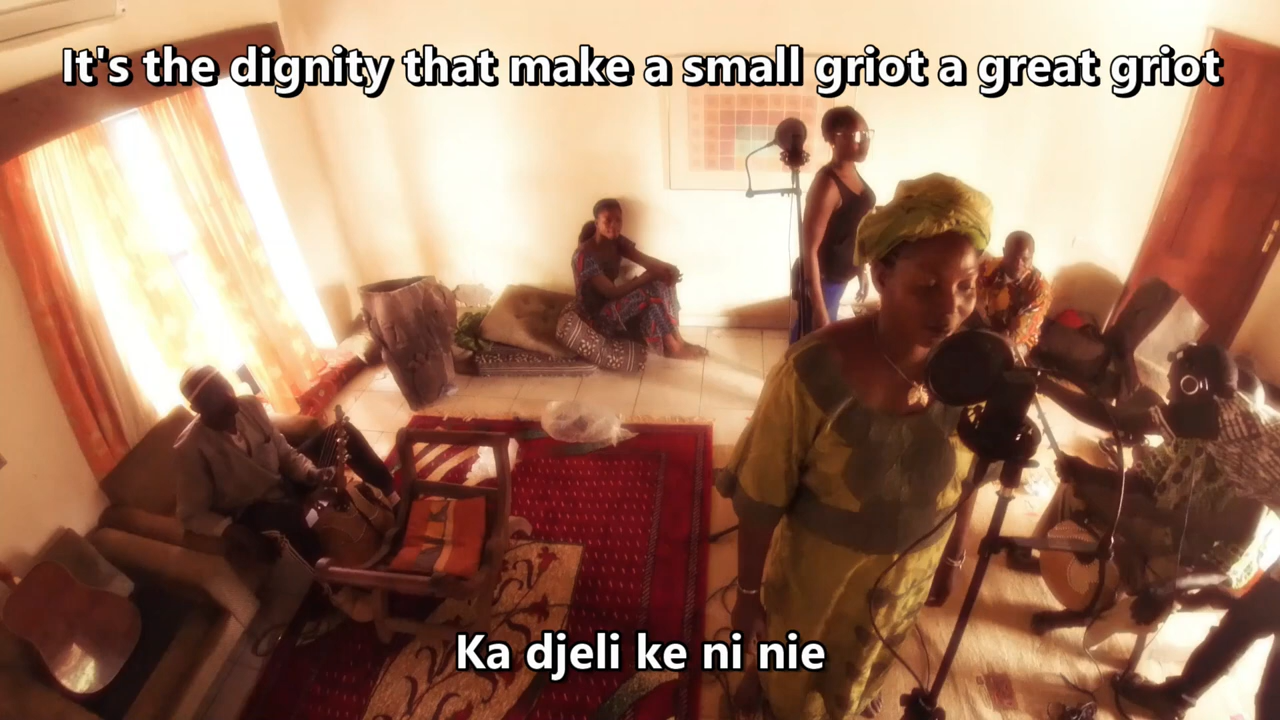 It's the dignity that make a small griot a great griot
Ka djeli ke ni nie